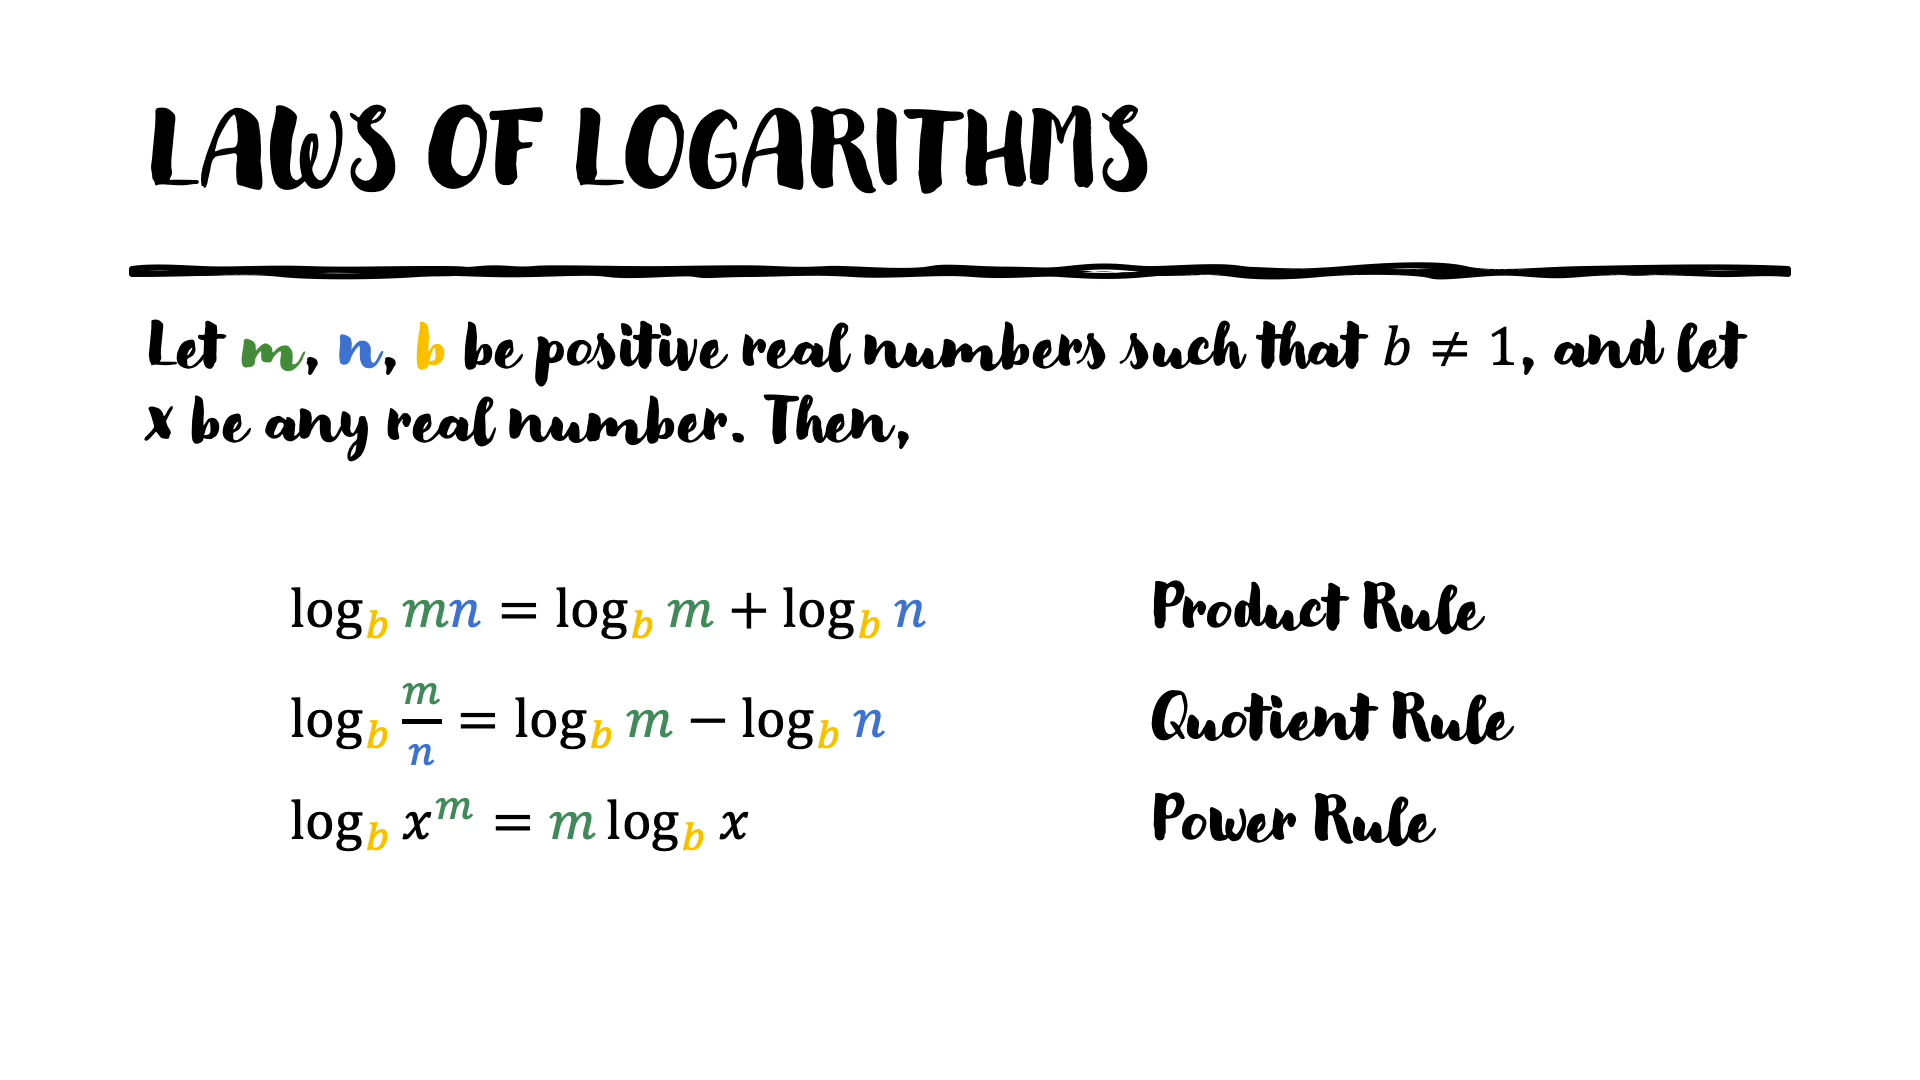 LAWS OF LOGARITHMS
Let m, n, b be positive real numbers such that b ≠ 1, and let
x be any real number. Then,
log_b mn = log_b m + log_b n    Product Rule
log_b m/n = log_b m − log_b n    Quotient Rule
log_b x^m = m log_b x    Power Rule